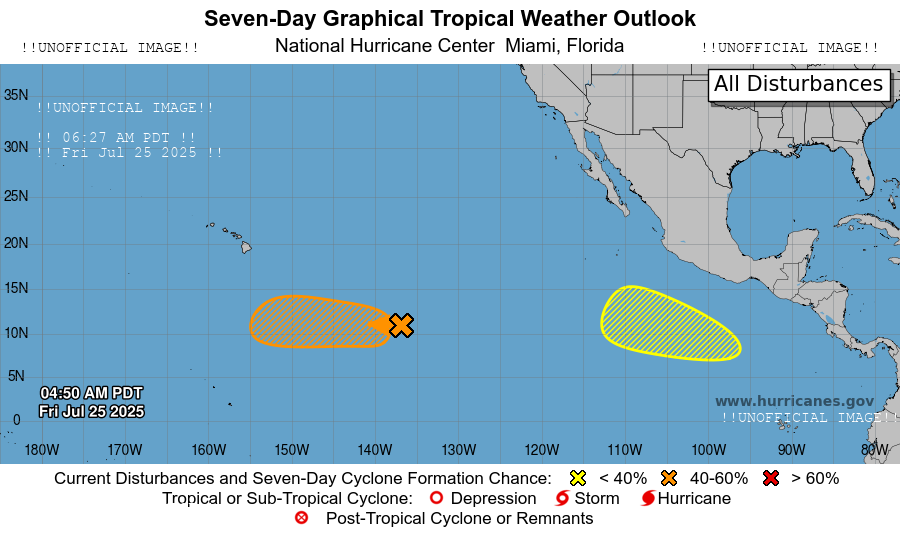 Seven-Day Graphical Tropical Weather Outlook
!!UNOFFICIAL IMAGE!! National Hurricane Center Miami, Florida !!UNOFFICIAL IMAGE!!
All Disturbances
35N
!!UNOFFICIAL IMAGE!!
!! 06:27 AM PDT !!
30N
!! Fri Jul 25 2025 !!
25N
20N
15N
10N
5N
04:50 AM PDT
Fri Jul 25 2025
www.hurricanes.gov
0
!!UNOFFICIAL IMAGE!!
180W 170W 160W 150W 140W 130W 120W 110W 100W 90W 80W
Current Disturbances and Seven-Day Cyclone Formation Chance: < 40% 40-60% > 60%
Tropical or Sub-Tropical Cyclone: Depression Storm Hurricane
Post-Tropical Cyclone or Remnants